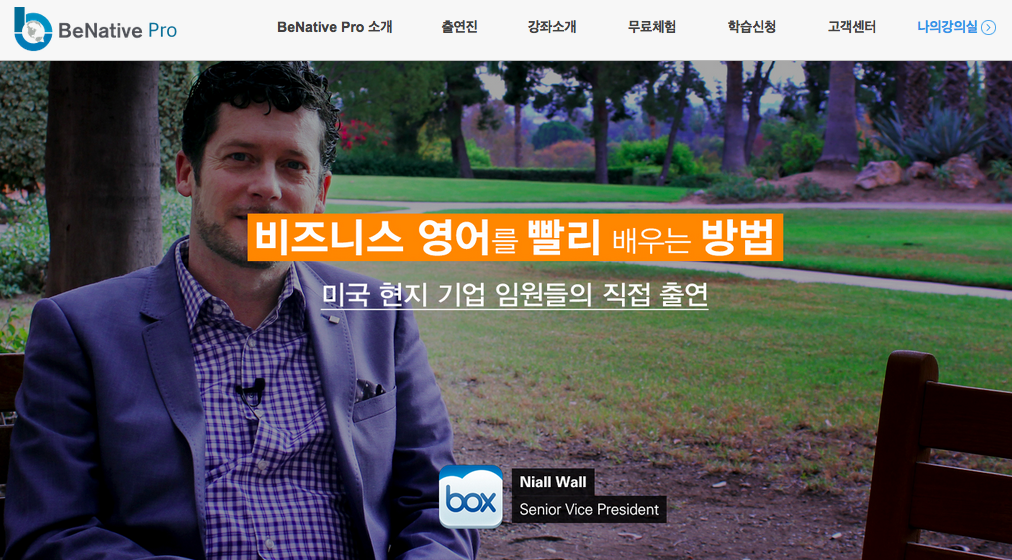 BeNative Pro
BeNative Pro 소개 출연진 강좌소개 무료체험 학습신청 고객센터 나의강의실
비즈니스 영어를 빨리 배우는 방법
미국 현지 기업 임원들의 직접 출연
box
Niall Wall
Senior Vice President